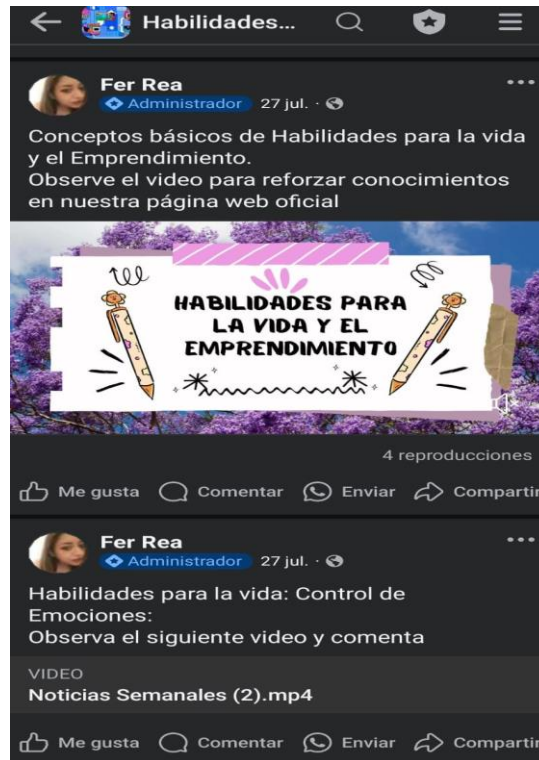 Habilidades...
Fer Rea
Administrador 27 jul. ·
Conceptos básicos de Habilidades para la vida
y el Emprendimiento.
Observe el video para reforzar conocimientos
en nuestra página web oficial
HABILIDADES PARA
LA VIDA Y EL
EMPRENDIMIENTO
4 reproducciones
Me gusta Comentar Enviar Compartir
Fer Rea
Administrador 27 jul. ·
Habilidades para la vida: Control de
Emociones:
Observa el siguiente video y comenta
VIDEO
Noticias Semanales (2).mp4
Me gusta Comentar Enviar Compartir